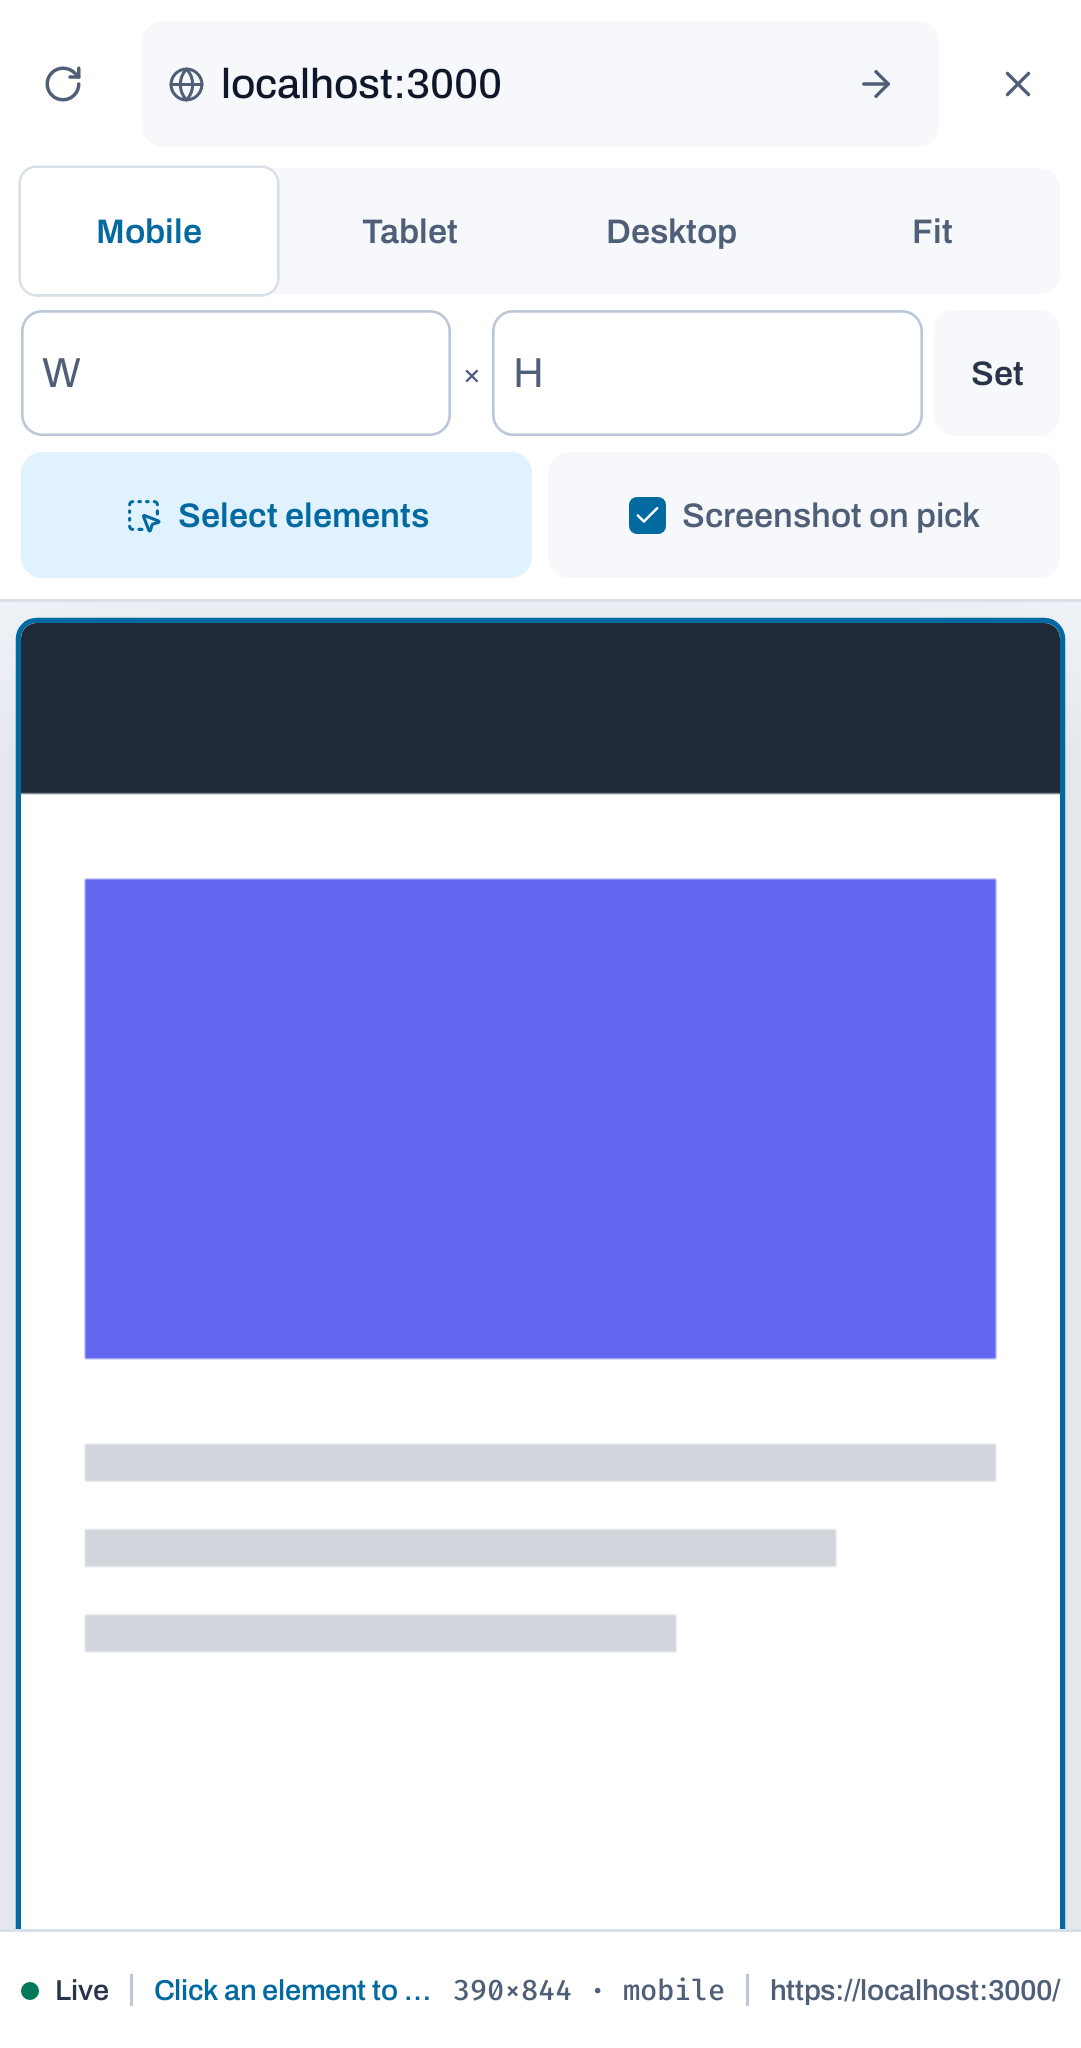 localhost:3000
Mobile Tablet Desktop Fit
W × H Set
Select elements Screenshot on pick
Live Click an element to ... 390×844 · mobile https://localhost:3000/